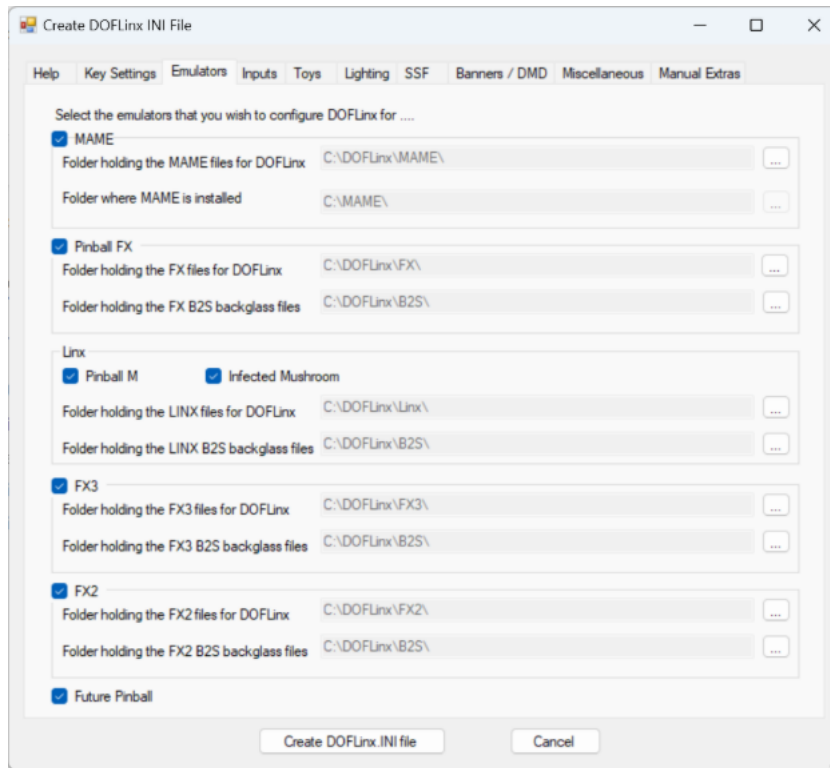 Create DOFLinx INI File
Help Key Settings Emulators Inputs Toys Lighting SSF Banners / DMD Miscellaneous Manual Extras
Select the emulators that you wish to configure DOFLinx for ....
MAME
Folder holding the MAME files for DOFLinx C:\DOFLinx\MAME\ ...
Folder where MAME is installed C:\MAME\ ...
Pinball FX
Folder holding the FX files for DOFLinx C:\DOFLinx\FX\ ...
Folder holding the FX B2S backglass files C:\DOFLinx\B2S\ ...
Linx
Pinball M Infected Mushroom
Folder holding the LINX files for DOFLinx C:\DOFLinx\Linx\ ...
Folder holding the LINX B2S backglass files C:\DOFLinx\B2S\ ...
FX3
Folder holding the FX3 files for DOFLinx C:\DOFLinx\FX3\ ...
Folder holding the FX3 B2S backglass files C:\DOFLinx\B2S\ ...
FX2
Folder holding the FX2 files for DOFLinx C:\DOFLinx\FX2\ ...
Folder holding the FX2 B2S backglass files C:\DOFLinx\B2S\ ...
Future Pinball
Create DOFLinx.INI file Cancel